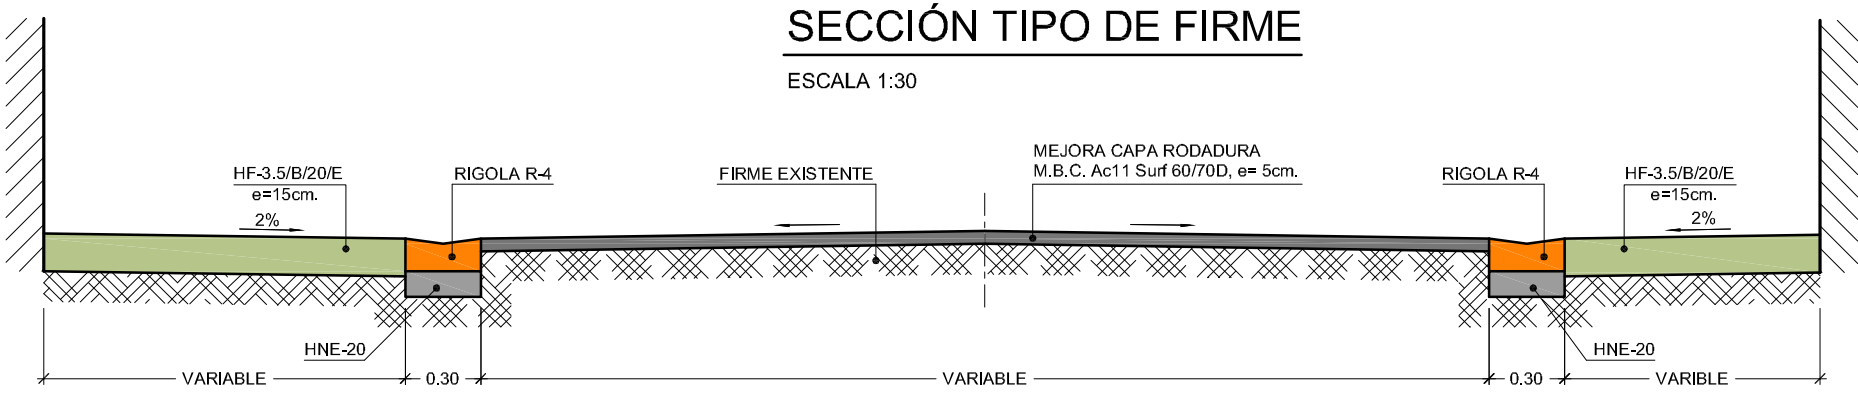 SECCIÓN TIPO DE FIRME
ESCALA 1:30
HF-3.5/B/20/E
e=15cm.
2%
RIGOLA R-4
FIRME EXISTENTE
MEJORA CAPA RODADURA
M.B.C. Ac11 Surf 60/70D, e= 5cm.
RIGOLA R-4
HF-3.5/B/20/E
e=15cm.
2%
HNE-20
HNE-20
VARIABLE
0.30
VARIABLE
0.30
VARIBLE